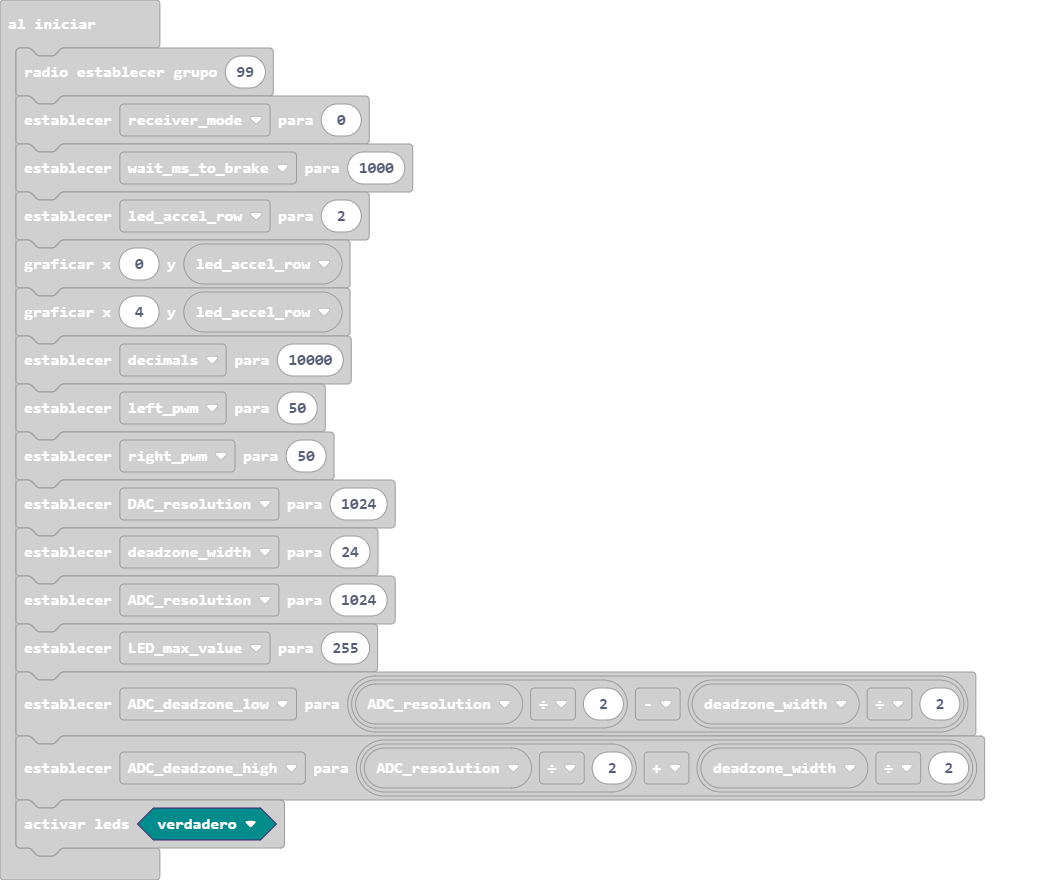 al iniciar
radio establecer grupo 99
establecer receiver_mode para 0
establecer wait_ms_to_brake para 1000
establecer led_accel_row para 2
graficar x 0 y led_accel_row
graficar x 4 y led_accel_row
establecer decimals para 10000
establecer left_pwm para 50
establecer right_pwm para 50
establecer DAC_resolution para 1024
establecer deadzone_width para 24
establecer ADC_resolution para 1024
establecer LED_max_value para 255
establecer ADC_deadzone_low para ADC_resolution ÷ 2 - deadzone_width ÷ 2
establecer ADC_deadzone_high para ADC_resolution ÷ 2 + deadzone_width ÷ 2
activar leds verdadero